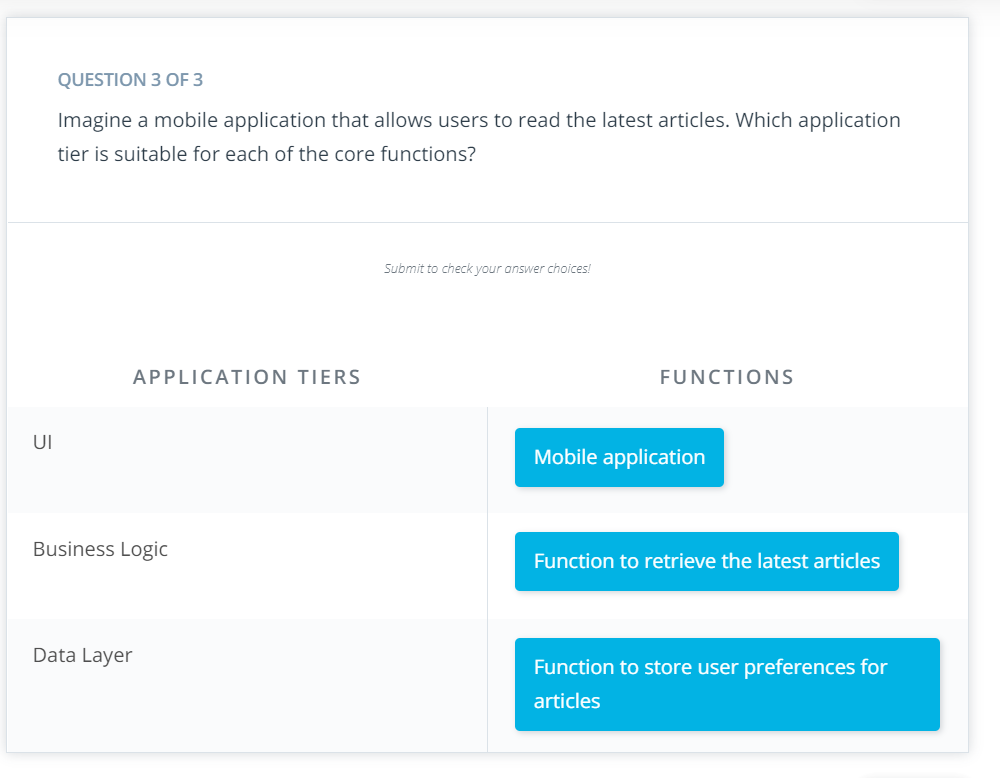 QUESTION 3 OF 3
Imagine a mobile application that allows users to read the latest articles. Which application
tier is suitable for each of the core functions?
Submit to check your answer choices!
APPLICATION TIERS
FUNCTIONS
UI
Mobile application
Business Logic
Function to retrieve the latest articles
Data Layer
Function to store user preferences for
articles